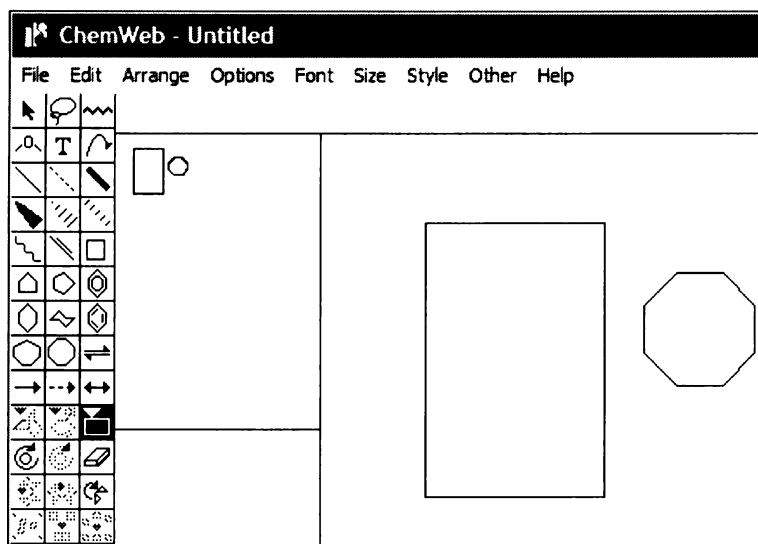 ChemWeb - Untitled
File Edit Arrange Options Font Size Style Other Help
T